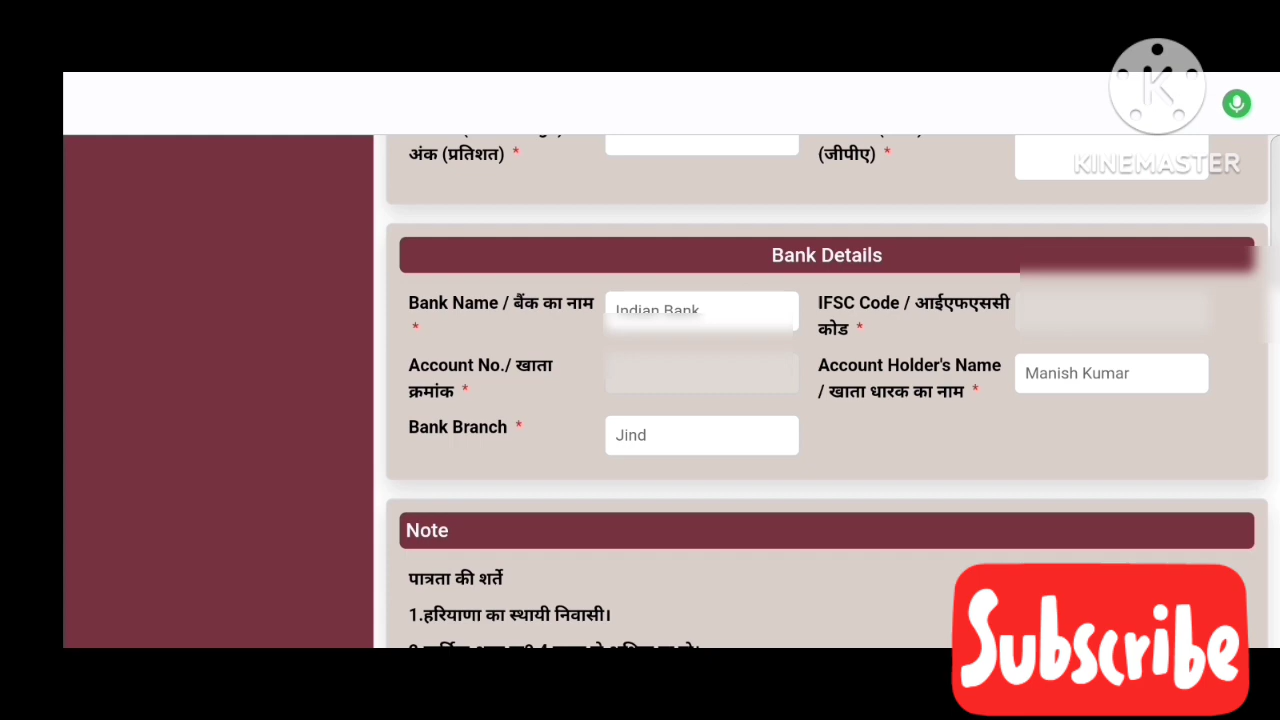 K
KINEMASTER
अंक (प्रतिशत) *
(जीपीए) *
Bank Details
Bank Name / बैंक का नाम
*
Indian Bank
IFSC Code / आईएफएससी
कोड *
Account No./ खाता
क्रमांक *
Account Holder's Name
/ खाता धारक का नाम *
Manish Kumar
Bank Branch *
Jind
Note
पात्रता की शर्ते
1.हरियाणा का स्थायी निवासी।
Subscribe